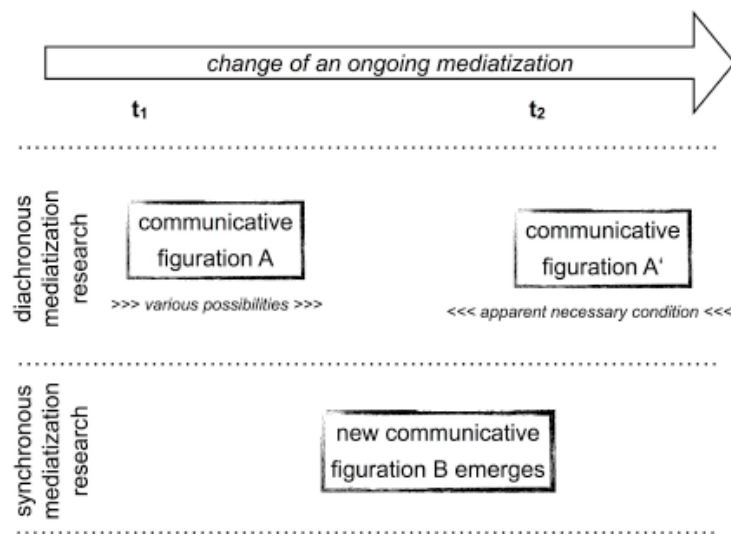 change of an ongoing mediatization
t₁
t₂
diachronous
mediatization
research
communicative
figuration A
>>> various possibilities >>>
communicative
figuration A‘
<<< apparent necessary condition <<<
synchronous
mediatization
research
new communicative
figuration B emerges